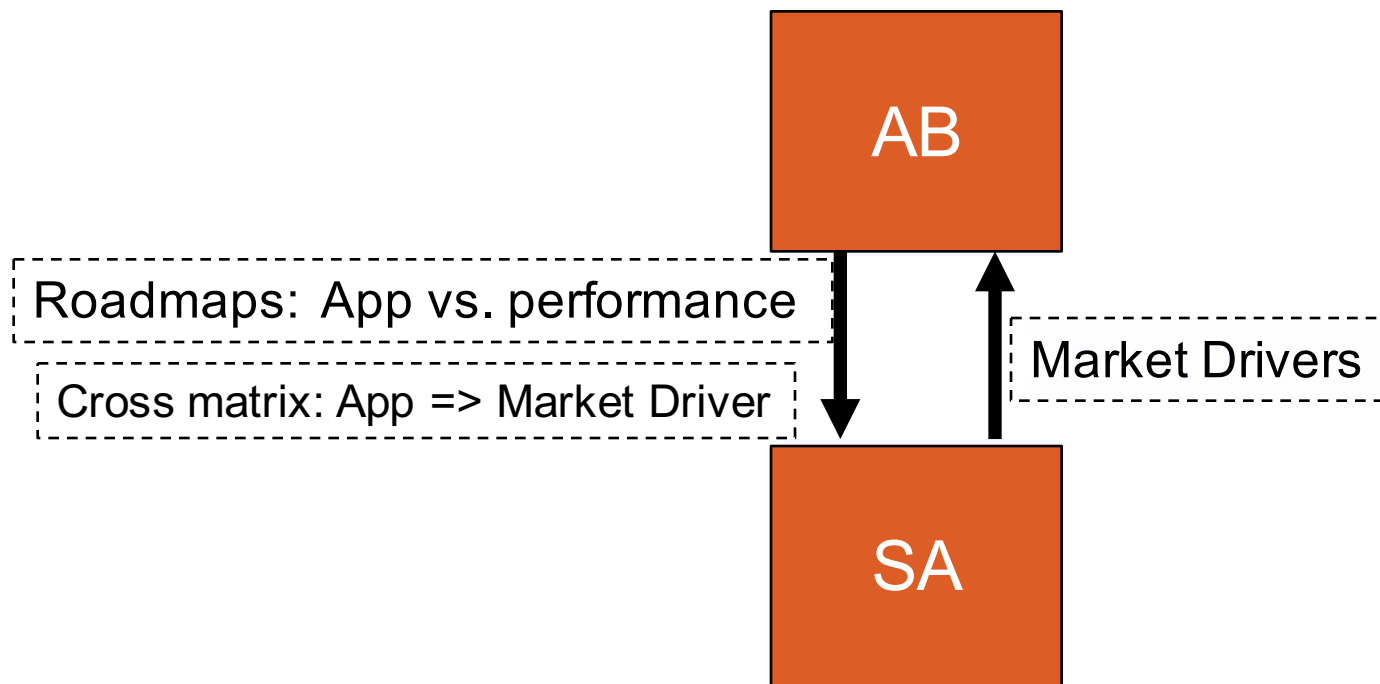 AB
Roadmaps: App vs. performance
Cross matrix: App => Market Driver
Market Drivers
SA